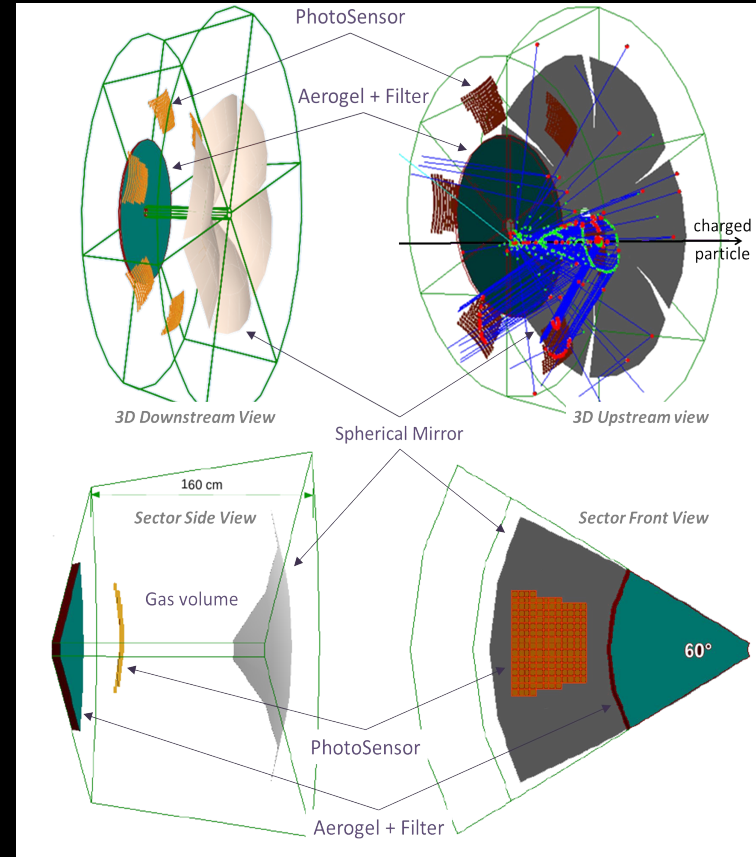 PhotoSensor
Aerogel + Filter
charged
particle
3D Downstream View
3D Upstream view
Spherical Mirror
160 cm
Sector Side View
Sector Front View
Gas volume
60°
PhotoSensor
Aerogel + Filter